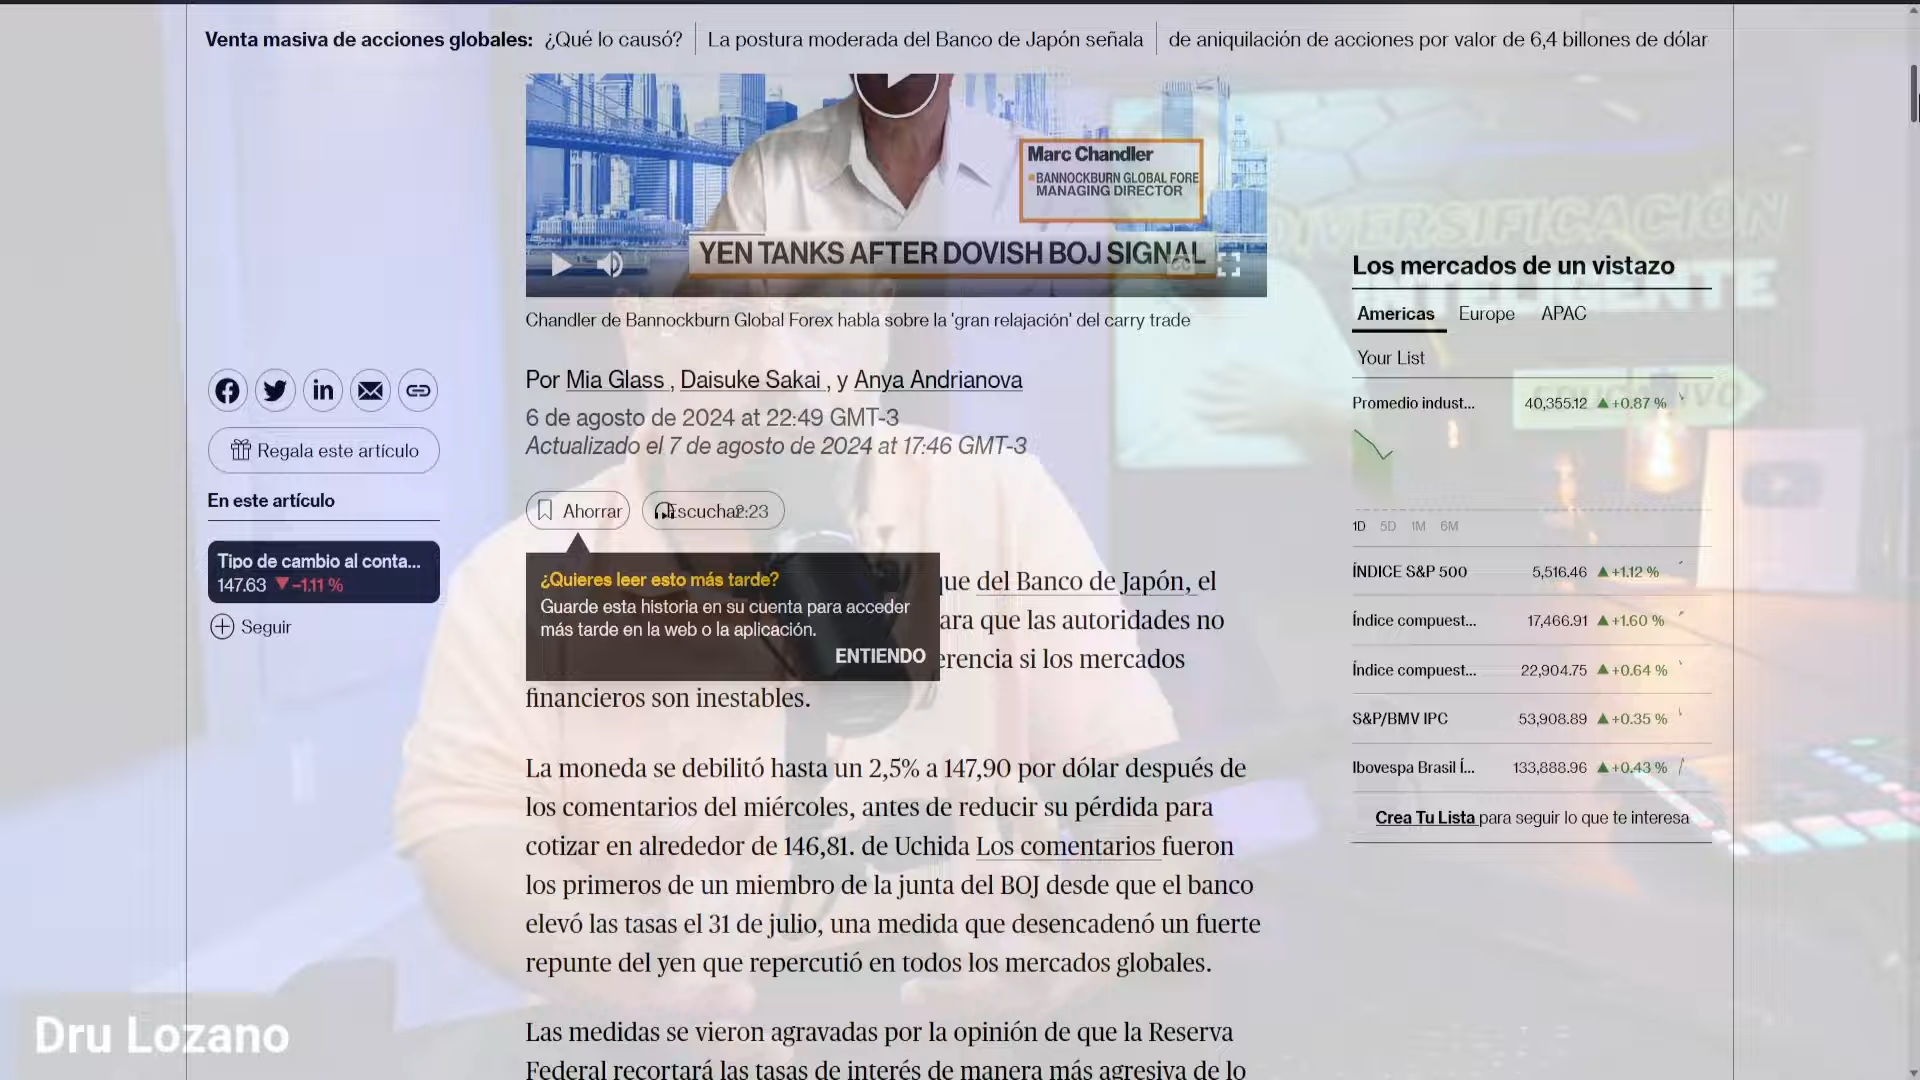 Venta masiva de acciones globales: ¿Qué lo causó? La postura moderada del Banco de Japón señala de aniquilación de acciones por valor de 6,4 billones de dólar
Marc Chandler
BANNOCKBURN GLOBAL FORE
MANAGING DIRECTOR
YEN TANKS AFTER DOVISH BOJ SIGNAL
Chandler de Bannockburn Global Forex habla sobre la 'gran relajación' del carry trade
Por Mia Glass , Daisuke Sakai , y Anya Andrianova
6 de agosto de 2024 at 22:49 GMT-3
Actualizado el 7 de agosto de 2024 at 17:46 GMT-3
Regala este artículo
En este artículo
Tipo de cambio al conta...
147.63 ▼-1.11 %
Seguir
Ahorrar
Escuchar 2:23
¿Quieres leer esto más tarde?
Guarde esta historia en su cuenta para acceder
más tarde en la web o la aplicación.
ENTIENDO
que del Banco de Japón, el
ara que las autoridades no
erencia si los mercados
financieros son inestables.
La moneda se debilitó hasta un 2,5% a 147,90 por dólar después de
los comentarios del miércoles, antes de reducir su pérdida para
cotizar en alrededor de 146,81. de Uchida Los comentarios fueron
los primeros de un miembro de la junta del BOJ desde que el banco
elevó las tasas el 31 de julio, una medida que desencadenó un fuerte
repunte del yen que repercutió en todos los mercados globales.
Las medidas se vieron agravadas por la opinión de que la Reserva
Federal recortará las tasas de interés de manera más agresiva de lo
DIVERSIFICACIÓN
INTELIGENTE
Los mercados de un vistazo
Americas Europe APAC
Your List
Promedio indust... 40,355.12 ▲+0.87 %
1D 5D 1M 6M
ÍNDICE S&P 500 5,516.46 ▲+1.12 %
Índice compuest... 17,466.91 ▲+1.60 %
Índice compuest... 22,904.75 ▲+0.64 %
S&P/BMV IPC 53,908.89 ▲+0.35 %
Ibovespa Brasil Í... 133,888.96 ▲+0.43 %
Crea Tu Lista para seguir lo que te interesa
Dru Lozano